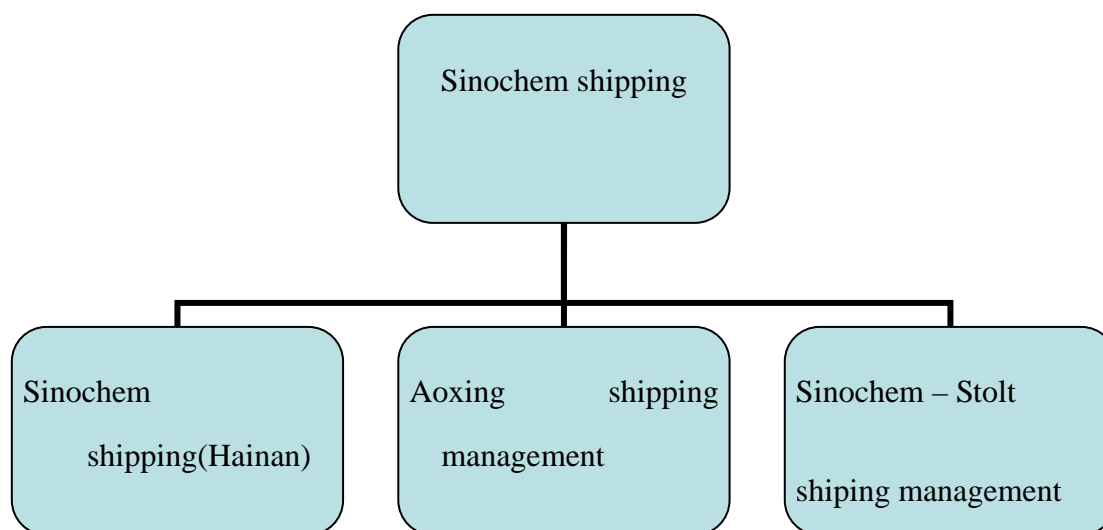 Sinochem shipping
Sinochem
shipping(Hainan)
Aoxing shipping
management
Sinochem – Stolt
shiping management